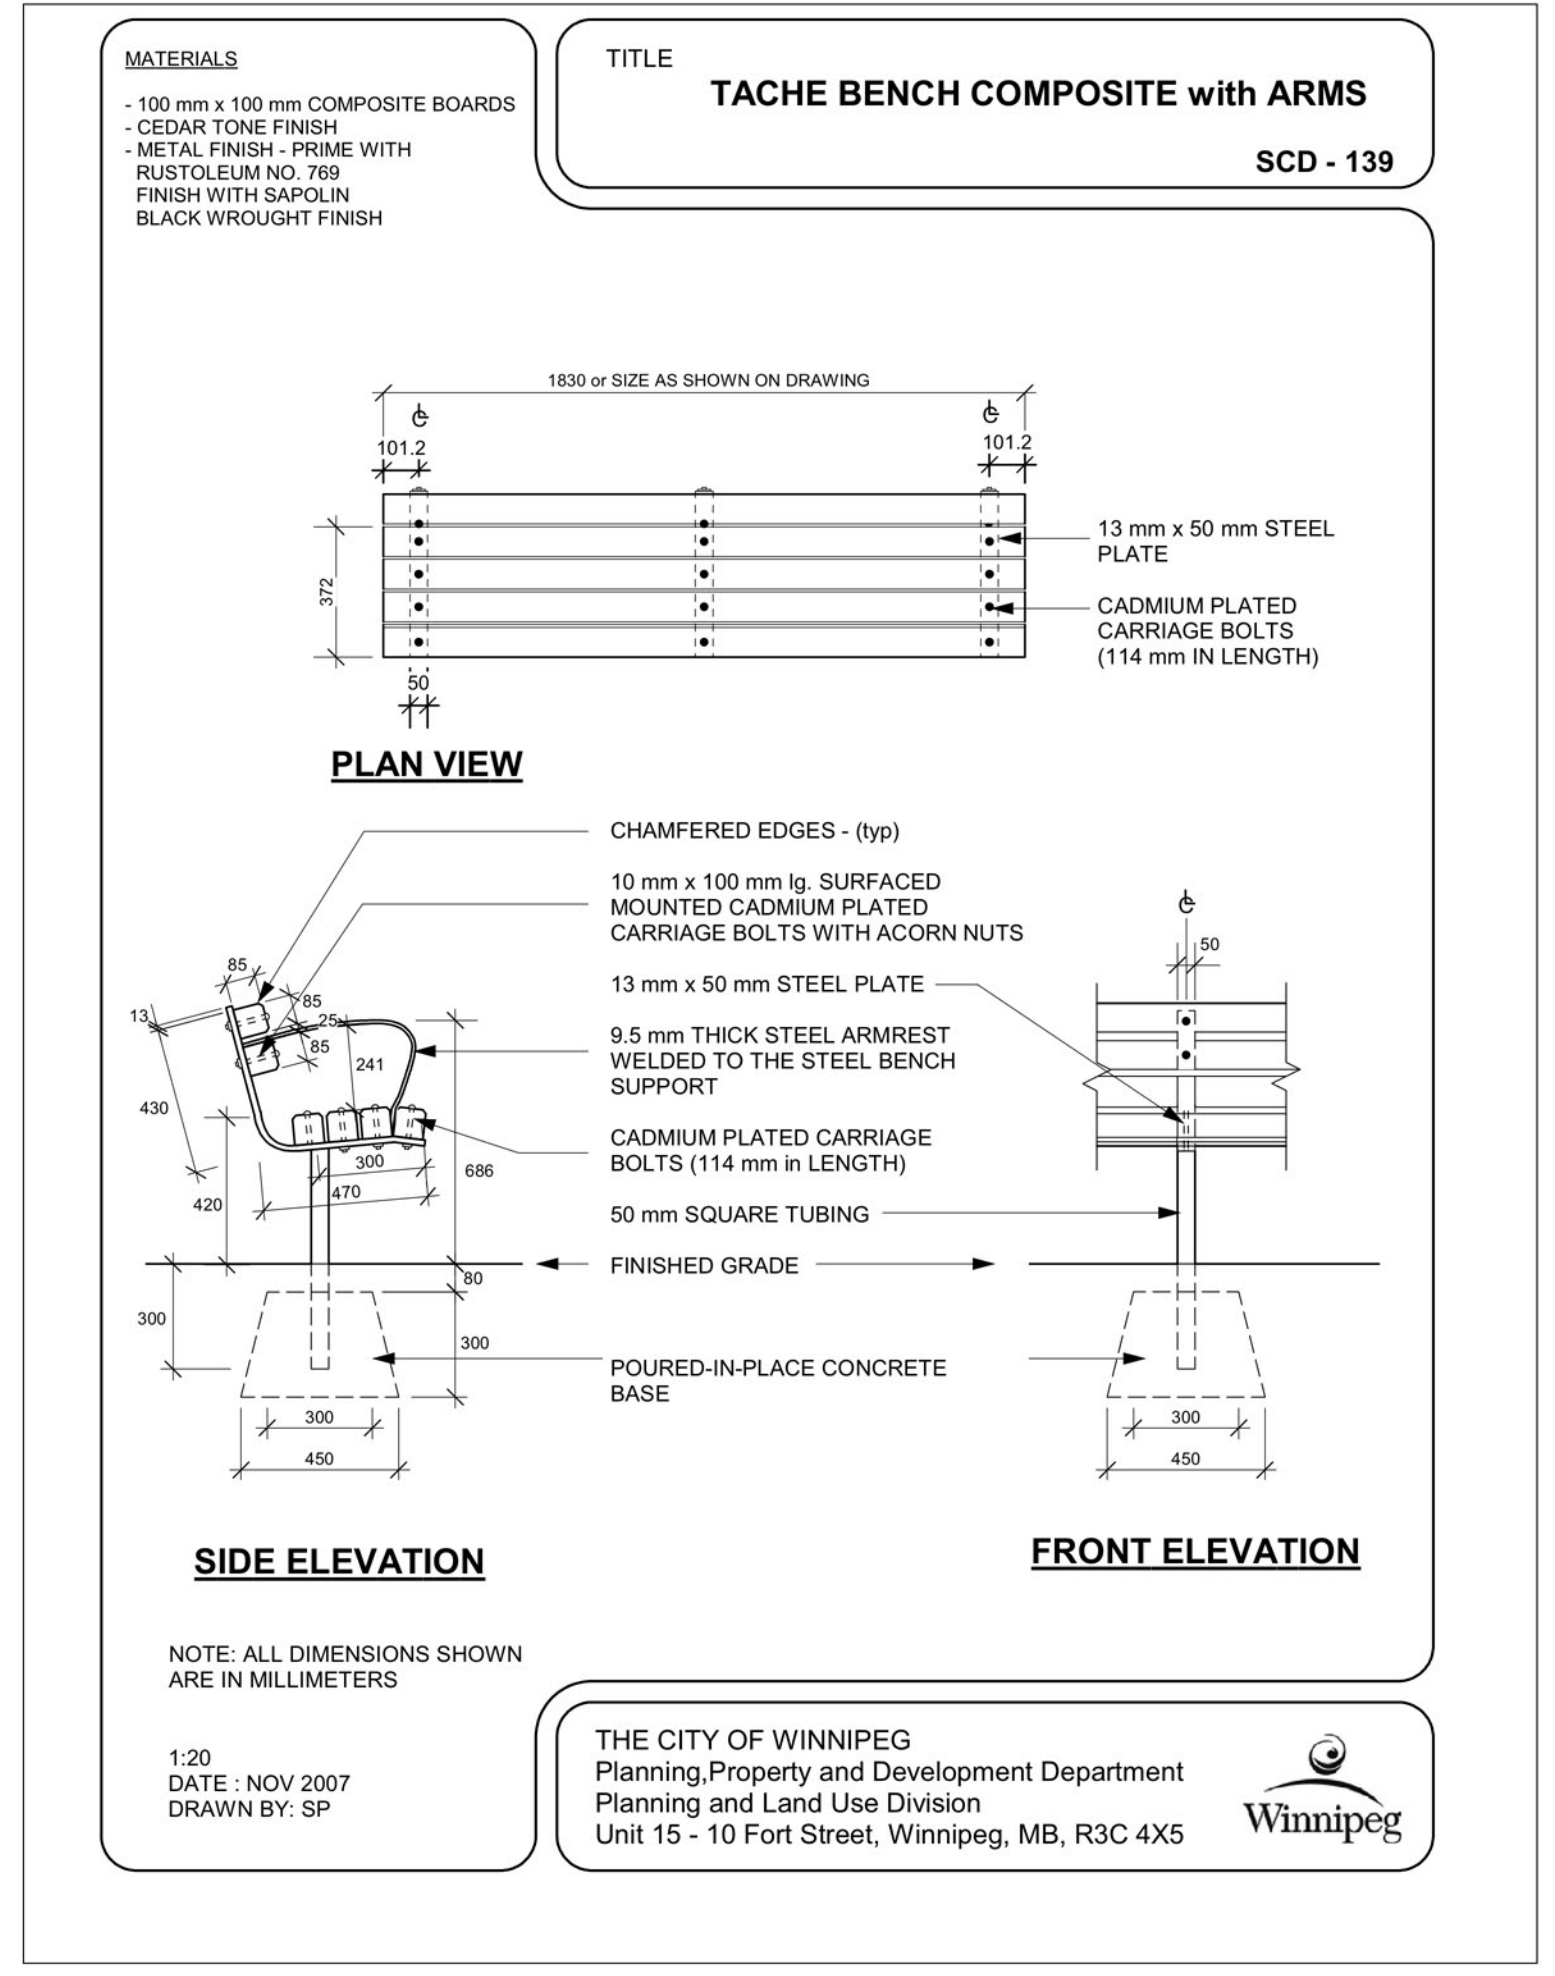 MATERIALS
- 100 mm x 100 mm COMPOSITE BOARDS
- CEDAR TONE FINISH
- METAL FINISH - PRIME WITH
RUSTOLEUM NO. 769
FINISH WITH SAPOLIN
BLACK WROUGHT FINISH
TITLE
TACHE BENCH COMPOSITE with ARMS
SCD - 139
1830 or SIZE AS SHOWN ON DRAWING
CL
CL
101.2
101.2
372
50
13 mm x 50 mm STEEL
PLATE
CADMIUM PLATED
CARRIAGE BOLTS
(114 mm IN LENGTH)
PLAN VIEW
CHAMFERED EDGES - (typ)
10 mm x 100 mm lg. SURFACED
MOUNTED CADMIUM PLATED
CARRIAGE BOLTS WITH ACORN NUTS
13 mm x 50 mm STEEL PLATE
9.5 mm THICK STEEL ARMREST
WELDED TO THE STEEL BENCH
SUPPORT
CADMIUM PLATED CARRIAGE
BOLTS (114 mm in LENGTH)
50 mm SQUARE TUBING
FINISHED GRADE
POURED-IN-PLACE CONCRETE
BASE
85
85
13
25
85
241
430
300
686
470
420
80
300
300
300
450
SIDE ELEVATION
CL
50
300
450
FRONT ELEVATION
NOTE: ALL DIMENSIONS SHOWN
ARE IN MILLIMETERS
1:20
DATE : NOV 2007
DRAWN BY: SP
THE CITY OF WINNIPEG
Planning,Property and Development Department
Planning and Land Use Division
Unit 15 - 10 Fort Street, Winnipeg, MB, R3C 4X5
Winnipeg